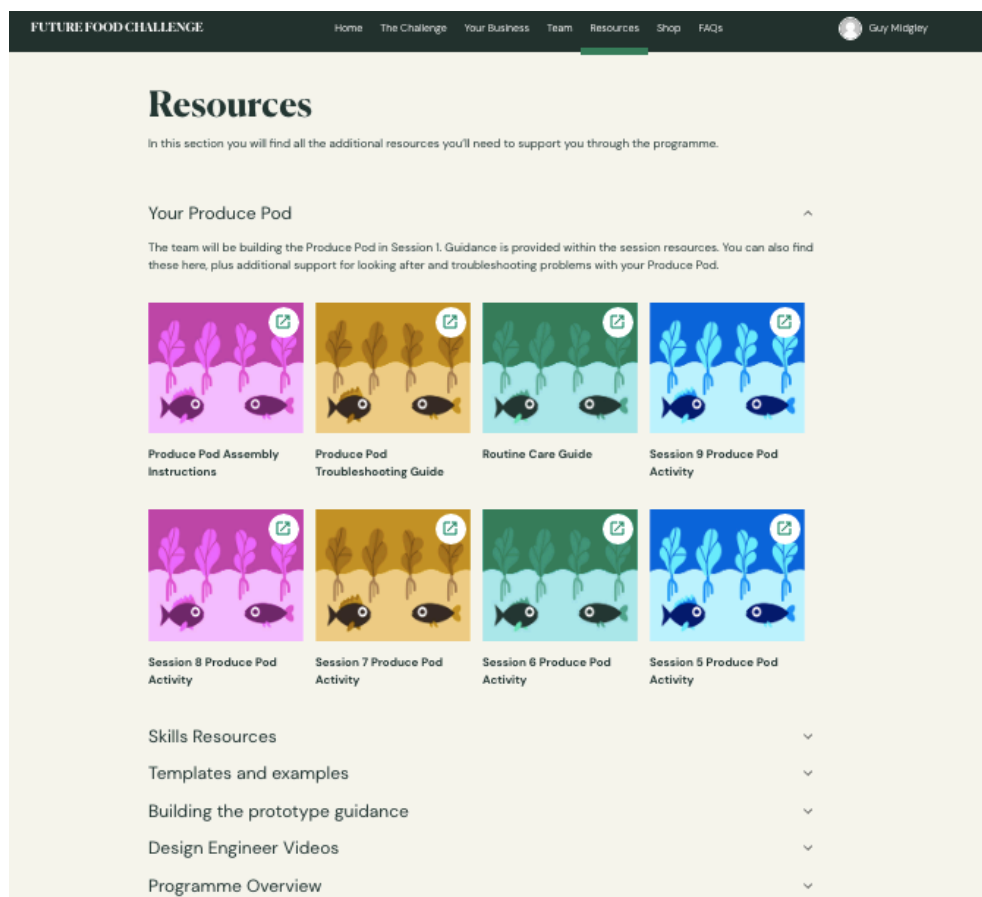 FUTURE FOOD CHALLENGE
Home The Challenge Your Business Team Resources Shop FAQs
Guy Midgley
Resources
In this section you will find all the additional resources you'll need to support you through the programme.
Your Produce Pod
The team will be building the Produce Pod in Session 1. Guidance is provided within the session resources. You can also find
these here, plus additional support for looking after and troubleshooting problems with your Produce Pod.
Produce Pod Assembly
Instructions
Produce Pod
Troubleshooting Guide
Routine Care Guide
Session 9 Produce Pod
Activity
Session 8 Produce Pod
Activity
Session 7 Produce Pod
Activity
Session 6 Produce Pod
Activity
Session 5 Produce Pod
Activity
Skills Resources
Templates and examples
Building the prototype guidance
Design Engineer Videos
Programme Overview